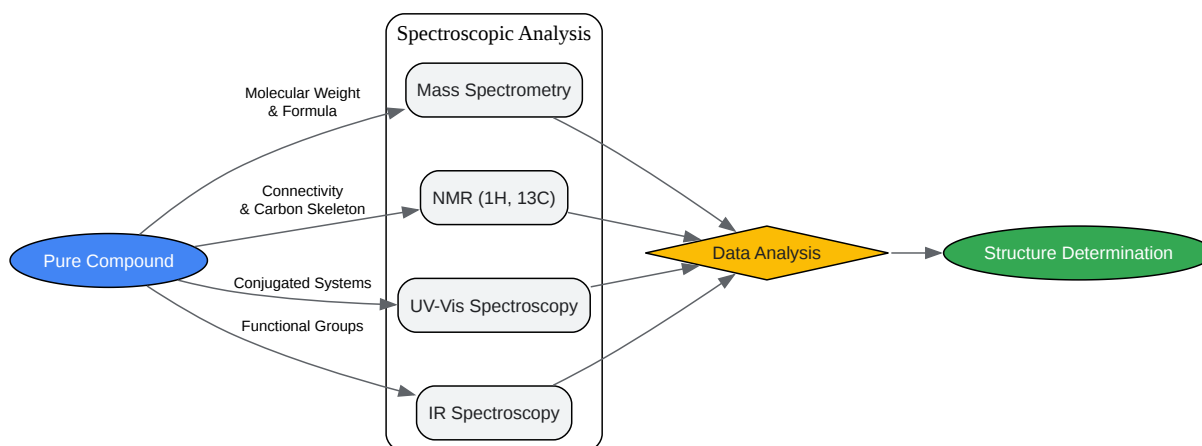 Spectroscopic Analysis
Molecular Weight
& Formula
Mass Spectrometry
Connectivity
& Carbon Skeleton
NMR (1H, 13C)
Pure Compound
Data Analysis
Structure Determination
Conjugated Systems
UV-Vis Spectroscopy
Functional Groups
IR Spectroscopy